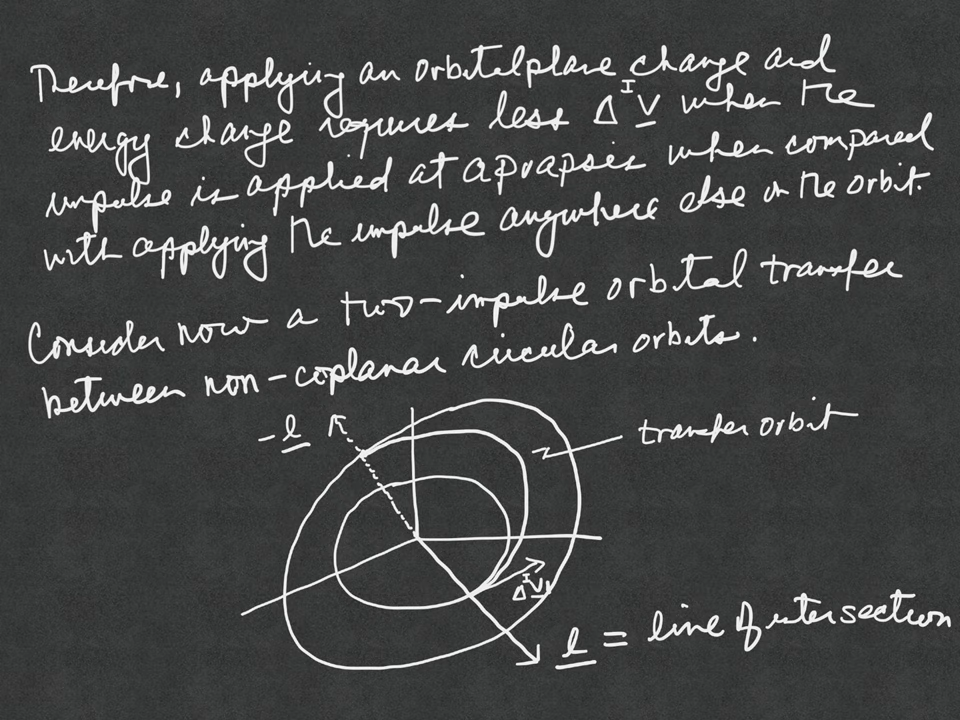 Therefore, applying an orbital plane change and
energy change requires less Δ ᴵV when the
impulse is applied at apoapsis when compared
with applying the impulse anywhere else on the orbit.
Consider now a two-impulse orbital transfer
between non-coplanar circular orbits.
-l
transfer orbit
Δ ᴵV₁
l = line of intersection